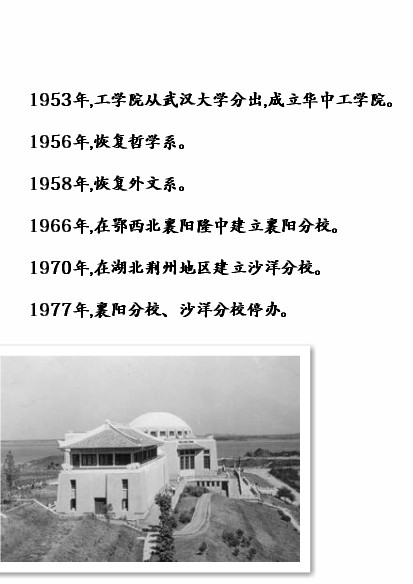 1953年,工学院从武汉大学分出,成立华中工学院。
1956年,恢复哲学系。
1958年,恢复外文系。
1966年,在鄂西北襄阳隆中建立襄阳分校。
1970年,在湖北荆州地区建立沙洋分校。
1977年,襄阳分校、沙洋分校停办。